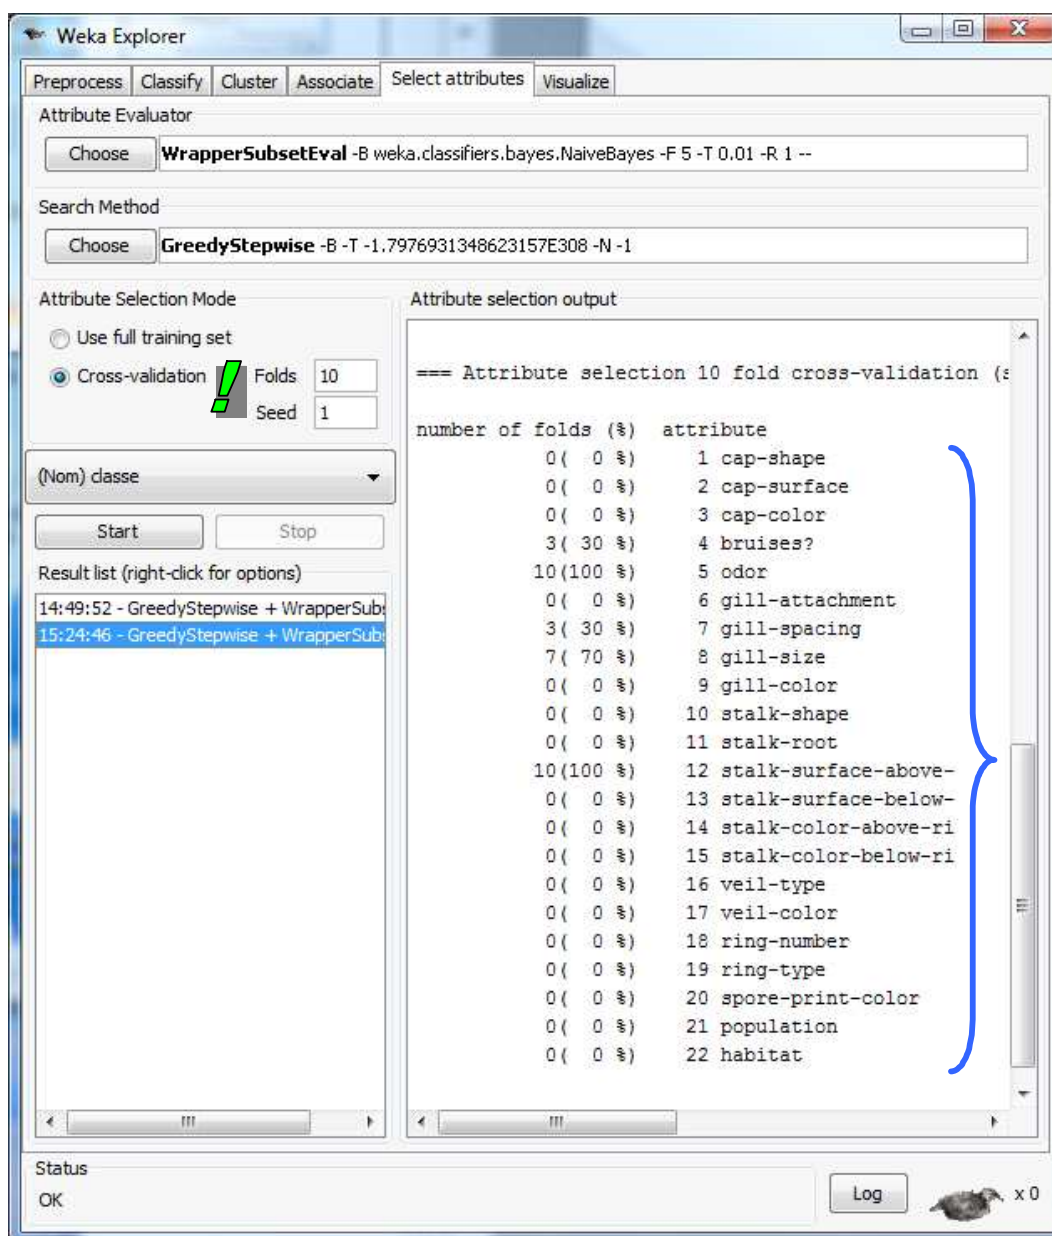 Weka Explorer
Preprocess Classify Cluster Associate Select attributes Visualize
Attribute Evaluator
Choose WrapperSubsetEval -B weka.classifiers.bayes.NaiveBayes -F 5 -T 0.01 -R 1 --
Search Method
Choose GreedyStepwise -B -T -1.7976931348623157E308 -N -1
Attribute Selection Mode
Use full training set
Cross-validation Folds 10
Seed 1
(Nom) classe
Start Stop
Result list (right-click for options)
14:49:52 - GreedyStepwise + WrapperSubs
15:24:46 - GreedyStepwise + WrapperSubs
Attribute selection output
=== Attribute selection 10 fold cross-validation (s
number of folds (%) attribute
0( 0 %) 1 cap-shape
0( 0 %) 2 cap-surface
0( 0 %) 3 cap-color
3( 30 %) 4 bruises?
10(100 %) 5 odor
0( 0 %) 6 gill-attachment
3( 30 %) 7 gill-spacing
7( 70 %) 8 gill-size
0( 0 %) 9 gill-color
0( 0 %) 10 stalk-shape
0( 0 %) 11 stalk-root
10(100 %) 12 stalk-surface-above-
0( 0 %) 13 stalk-surface-below-
0( 0 %) 14 stalk-color-above-ri
0( 0 %) 15 stalk-color-below-ri
0( 0 %) 16 veil-type
0( 0 %) 17 veil-color
0( 0 %) 18 ring-number
0( 0 %) 19 ring-type
0( 0 %) 20 spore-print-color
0( 0 %) 21 population
0( 0 %) 22 habitat
Status
OK
Log x 0